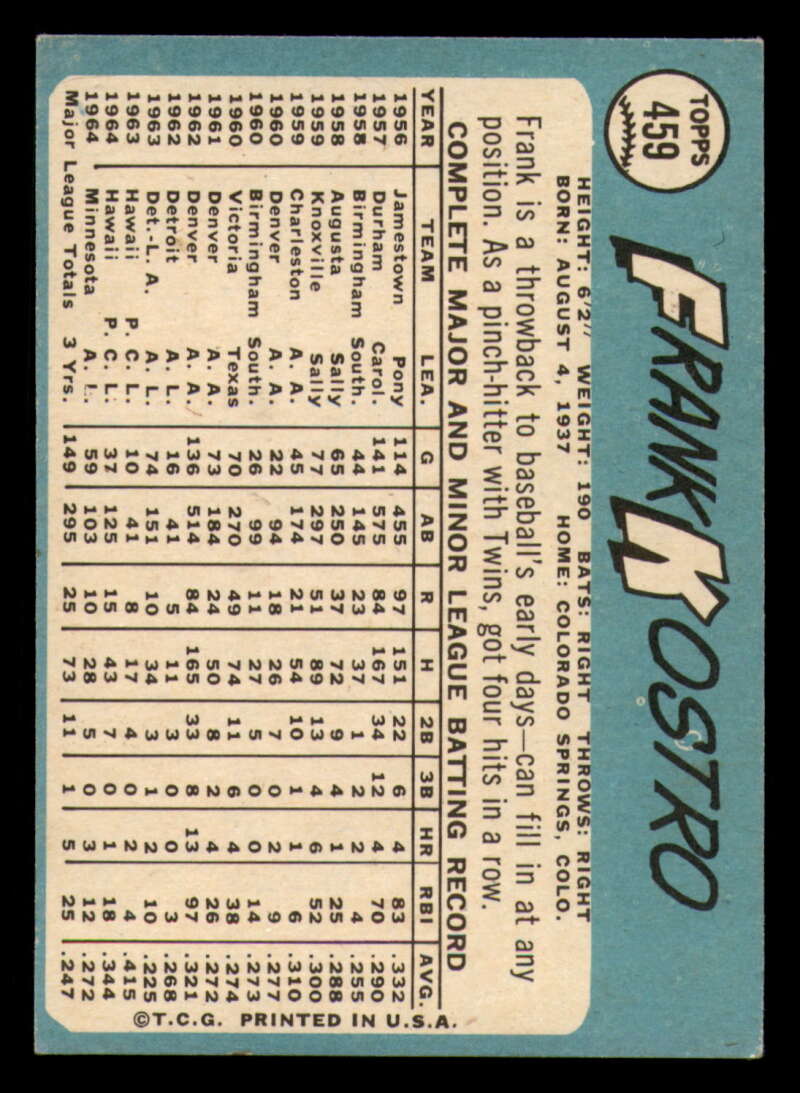 TOPPS
459
FRANK KOSTRO
HEIGHT: 6'2" WEIGHT: 190 BATS: RIGHT THROWS: RIGHT
BORN: AUGUST 4, 1937 HOME: COLORADO SPRINGS, COLO.
Frank is a throwback to baseball's early days—can fill in at any
position. As a pinch-hitter with Twins, got four hits in a row.
COMPLETE MAJOR AND MINOR LEAGUE BATTING RECORD
YEAR TEAM LEA. G AB R H 2B 3B HR RBI AVG.
1956 Jamestown Pony 114 455 97 151 22 6 4 83 .332
1957 Durham Carol. 141 575 84 167 34 12 4 70 .290
1958 Birmingham South. 44 145 23 37 1 2 2 4 .255
1958 Augusta Sally 65 250 37 72 9 4 1 25 .288
1959 Knoxville Sally 77 297 51 89 13 4 6 52 .300
1959 Charleston A. A. 45 174 21 54 10 1 1 6 .310
1960 Denver A. A. 22 94 18 26 7 0 2 9 .277
1960 Birmingham South. 26 99 11 27 5 0 0 14 .273
1960 Victoria Texas 70 270 49 74 11 6 4 38 .274
1961 Denver A. A. 73 184 24 50 8 2 4 26 .272
1962 Denver A. A. 136 514 84 165 33 8 13 97 .321
1962 Detroit A. L. 16 41 5 11 3 0 0 3 .268
1963 Det.-L. A. A. L. 74 151 10 34 3 1 2 10 .225
1963 Hawaii P. C. L. 10 41 8 17 4 0 2 4 .415
1964 Hawaii P. C. L. 37 125 15 43 7 0 1 18 .344
1964 Minnesota A. L. 59 103 10 28 5 0 3 12 .272
Major League Totals 3 Yrs. 149 295 25 73 11 1 5 25 .247
©T.C.G. PRINTED IN U.S.A.